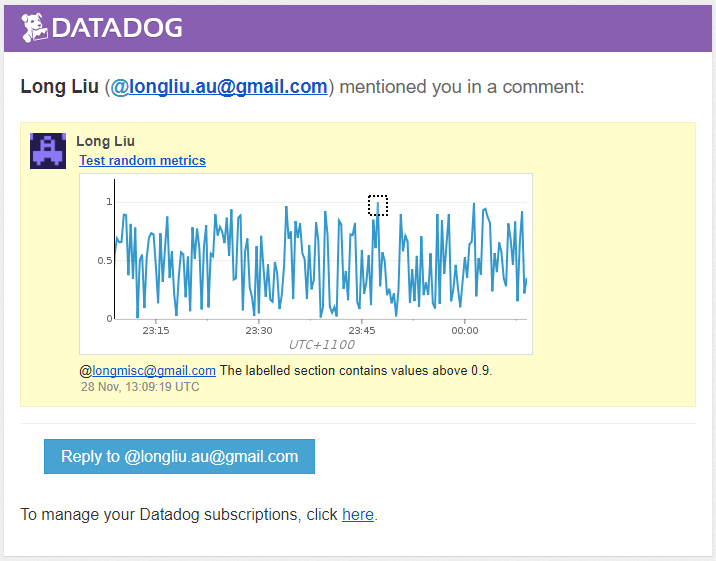 DATADOG
Long Liu (@longliu.au@gmail.com) mentioned you in a comment:
Long Liu
Test random metrics
1
0.5
0
23:15 23:30 23:45 00:00
UTC+1100
@longmisc@gmail.com The labelled section contains values above 0.9.
28 Nov, 13:09:19 UTC
Reply to @longliu.au@gmail.com
To manage your Datadog subscriptions, click here.